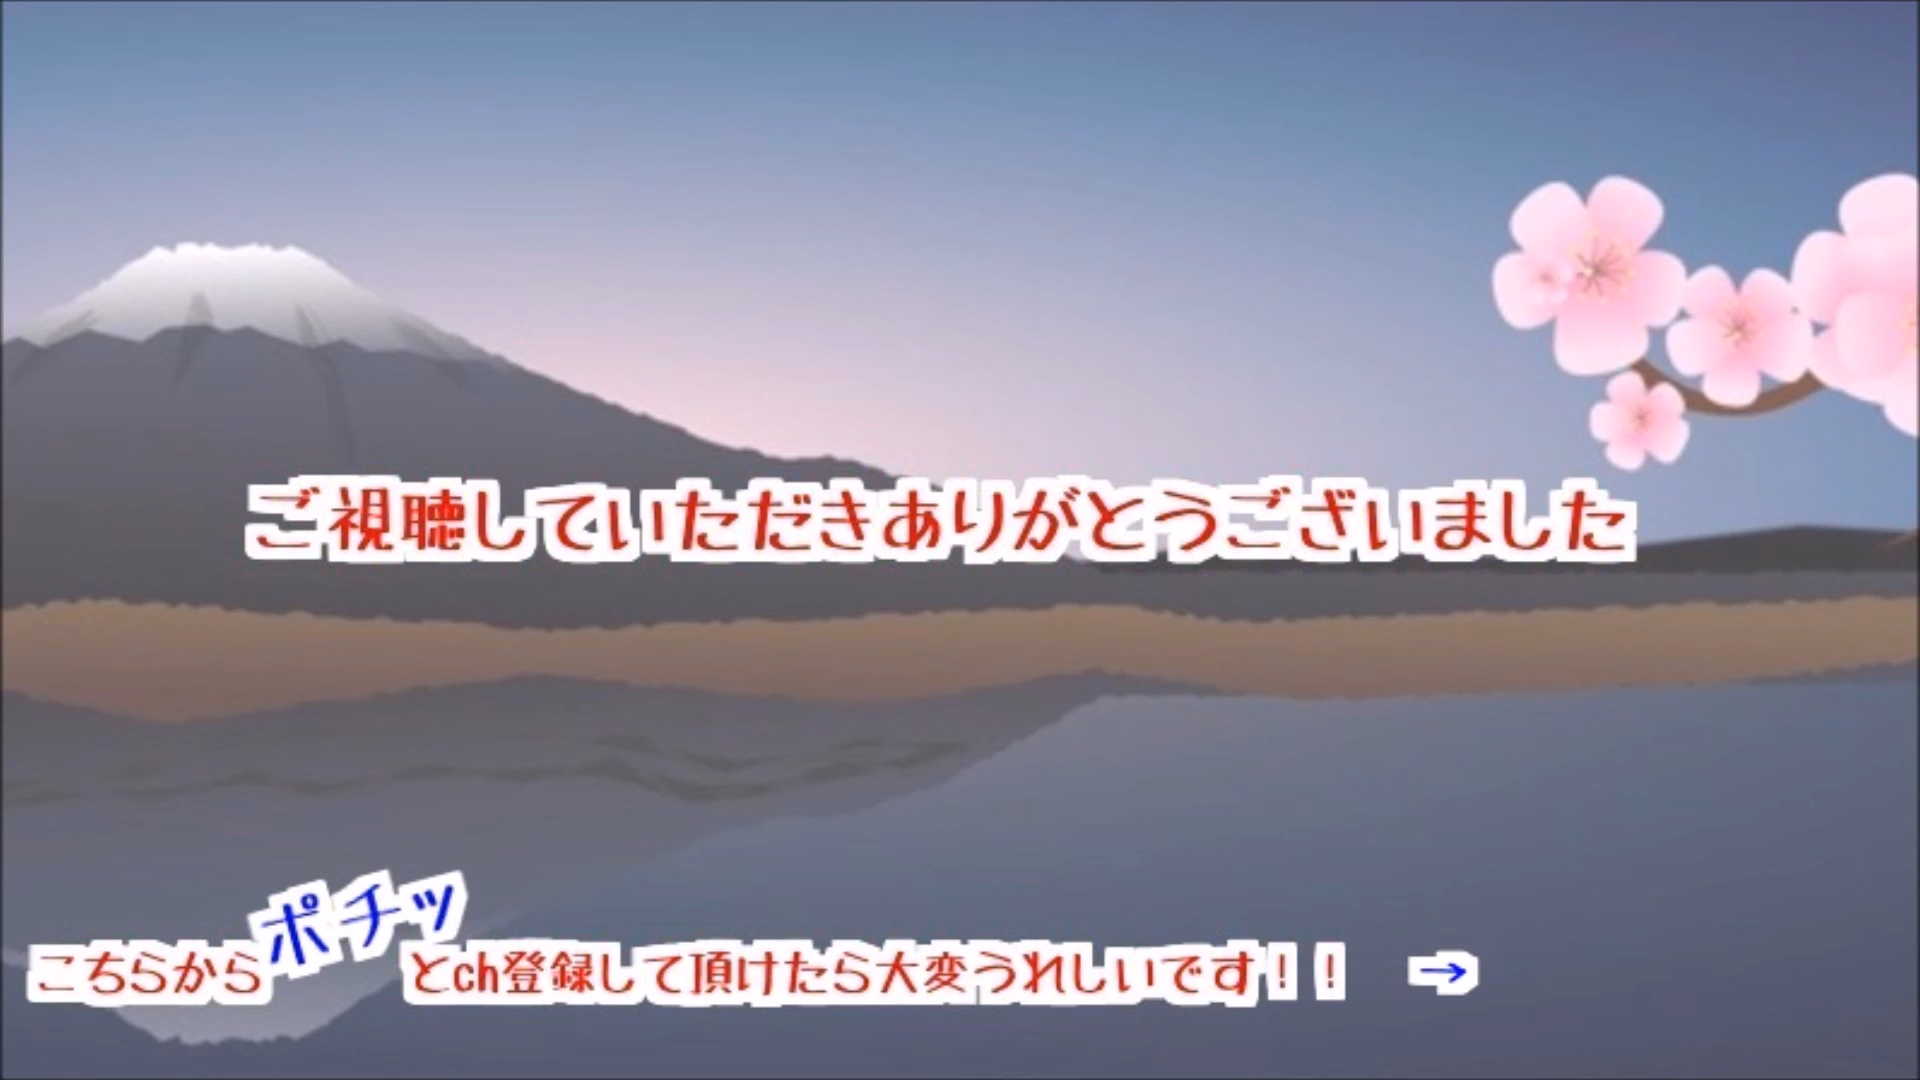 ご視聴していただきありがとうございました
こちらからポチッとch登録して頂けたら大変うれしいです！！　→